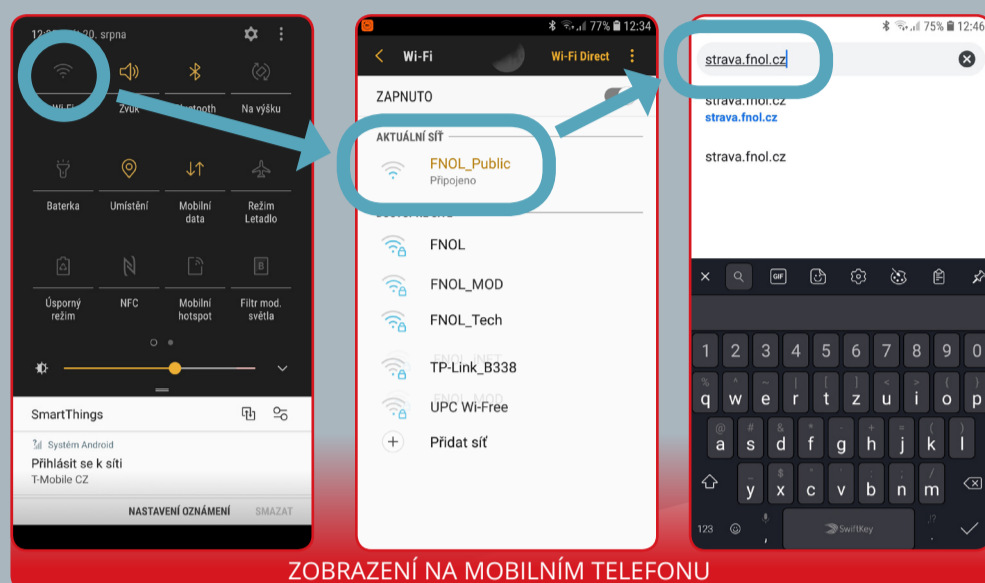 srpna
Wi-Fi
Zvuk
Na výšku
Baterka
Umístění
Mobilní
data
Režim
Letadlo
Úsporný
režim
NFC
Mobilní
hotspot
Filtr mod.
světla
SmartThings
Systém Android
Přihlásit se k síti
T-Mobile CZ
NASTAVENÍ OZNÁMENÍ SMAZAT
77% 12:34
Wi-Fi Wi-Fi Direct
ZAPNUTO
AKTUÁLNÍ SÍŤ
FNOL_Public
Připojeno
FNOL
FNOL_MOD
FNOL_Tech
TP-Link_B338
UPC Wi-Free
Přidat síť
75% 12:46
strava.fnol.cz
strava.fnol.cz
strava.fnol.cz
strava.fnol.cz
GIF
1 2 3 4 5 6 7 8 9 0
q w e r t z u i o p
a s d f g h j k l
y x c v b n m
123 SwiftKey
ZOBRAZENÍ NA MOBILNÍM TELEFONU